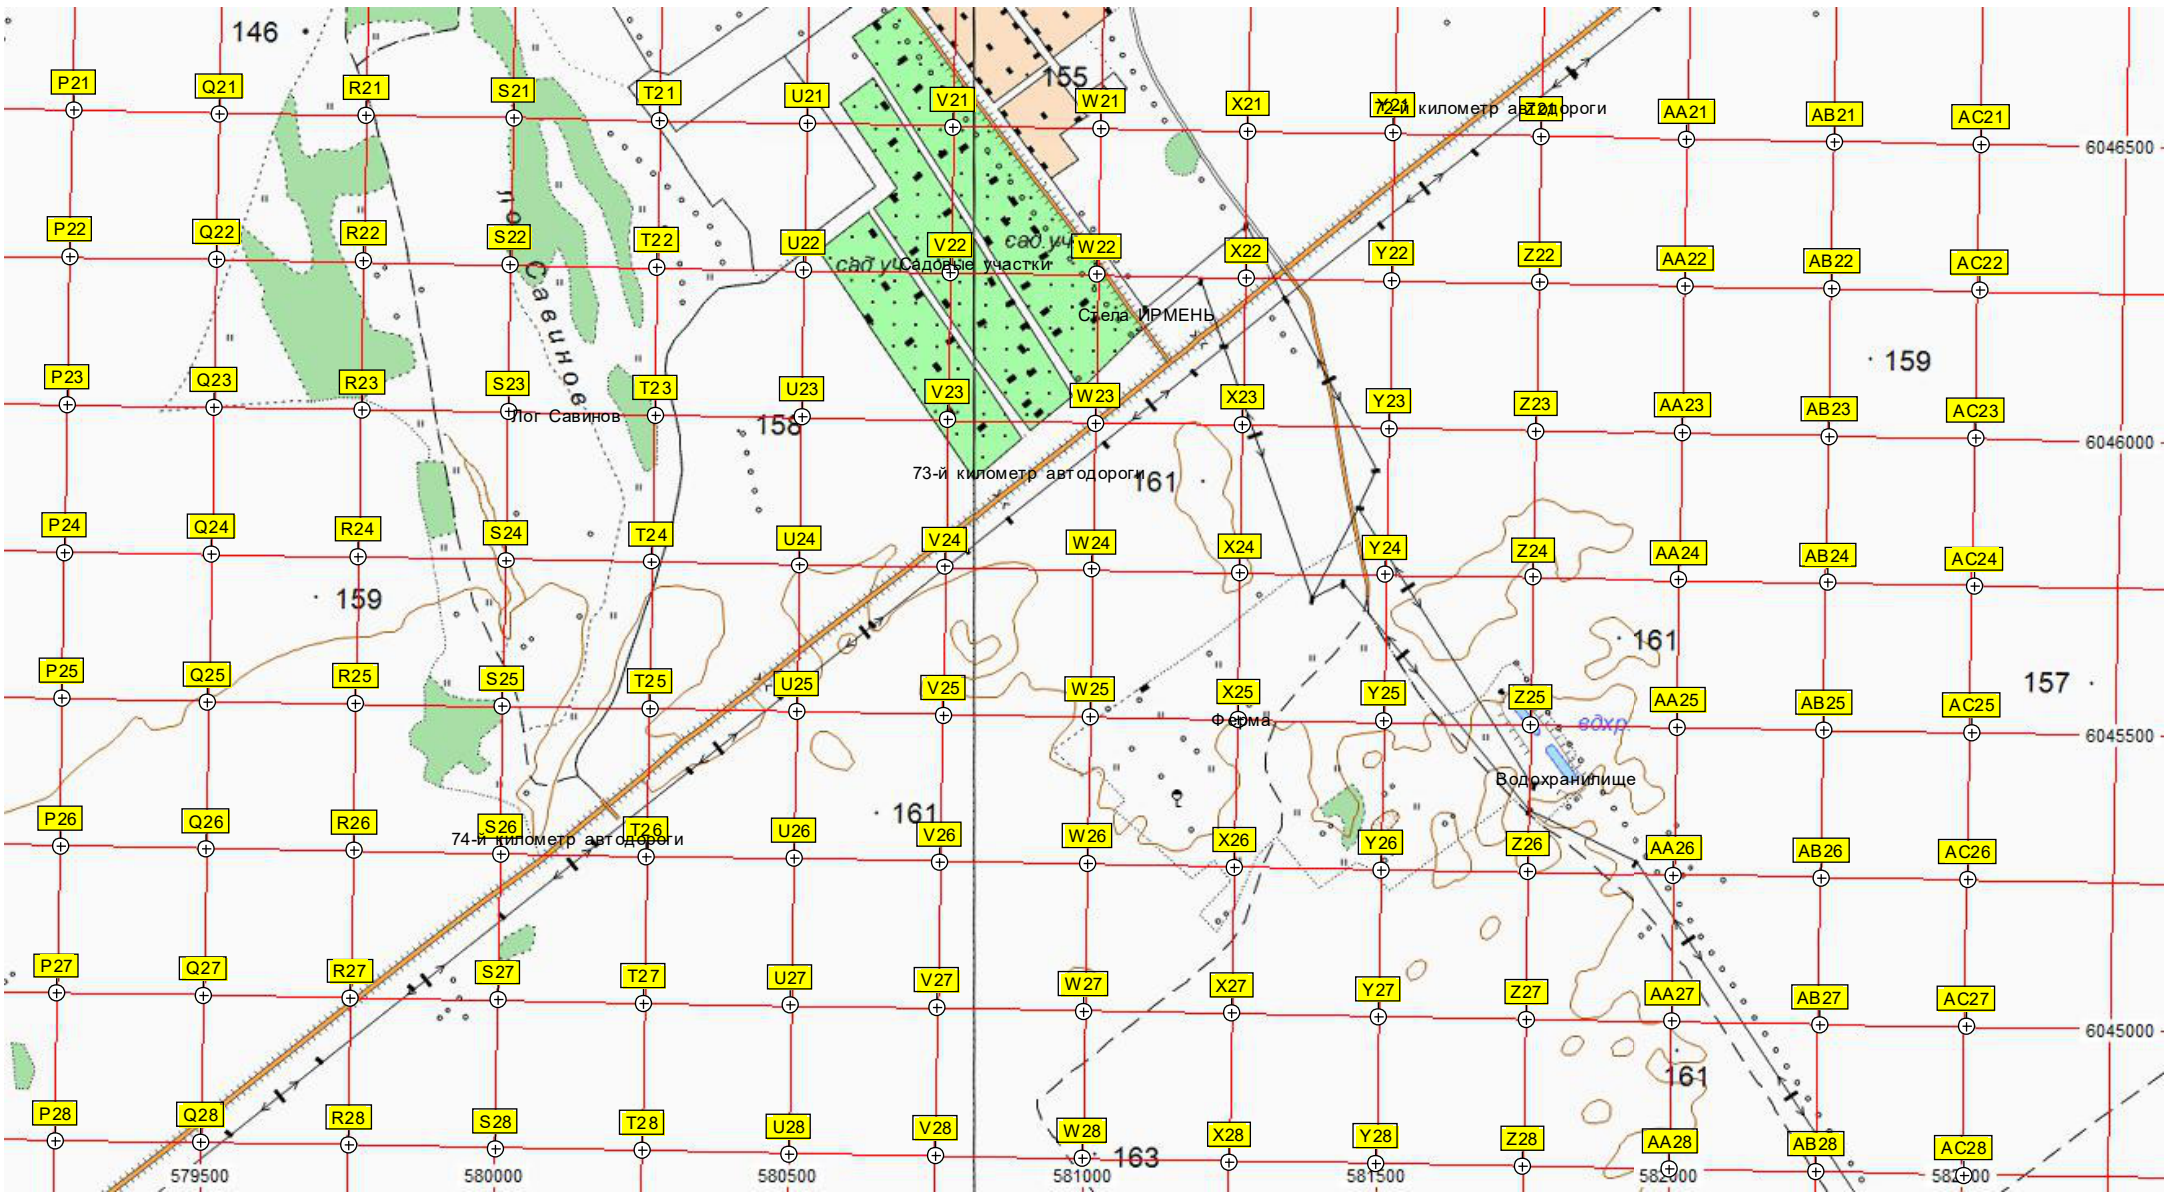 146
155
P21 Q21 R21 S21 T21 U21 V21 W21 X21 Y21 Z21 AA21 AB21 AC21
72-й километр автодороги
6046500
P22 Q22 R22 S22 T22 U22 V22 W22 X22 Y22 Z22 AA22 AB22 AC22
сад.уч
сад.уч
Садовые участки
Стела ИРМЕНЬ
159
Савинов
P23 Q23 R23 S23 T23 U23 V23 W23 X23 Y23 Z23 AA23 AB23 AC23
Лог Савинов
158
6046000
73-й километр автодороги
161
P24 Q24 R24 S24 T24 U24 V24 W24 X24 Y24 Z24 AA24 AB24 AC24
159
161
157
P25 Q25 R25 S25 T25 U25 V25 W25 X25 Y25 Z25 AA25 AB25 AC25
Ферма
вдхр.
6045500
Водохранилище
161
P26 Q26 R26 S26 T26 U26 V26 W26 X26 Y26 Z26 AA26 AB26 AC26
74-й километр автодороги
P27 Q27 R27 S27 T27 U27 V27 W27 X27 Y27 Z27 AA27 AB27 AC27
6045000
161
P28 Q28 R28 S28 T28 U28 V28 W28 X28 Y28 Z28 AA28 AB28 AC28
163
579500 580000 580500 581000 581500 582000